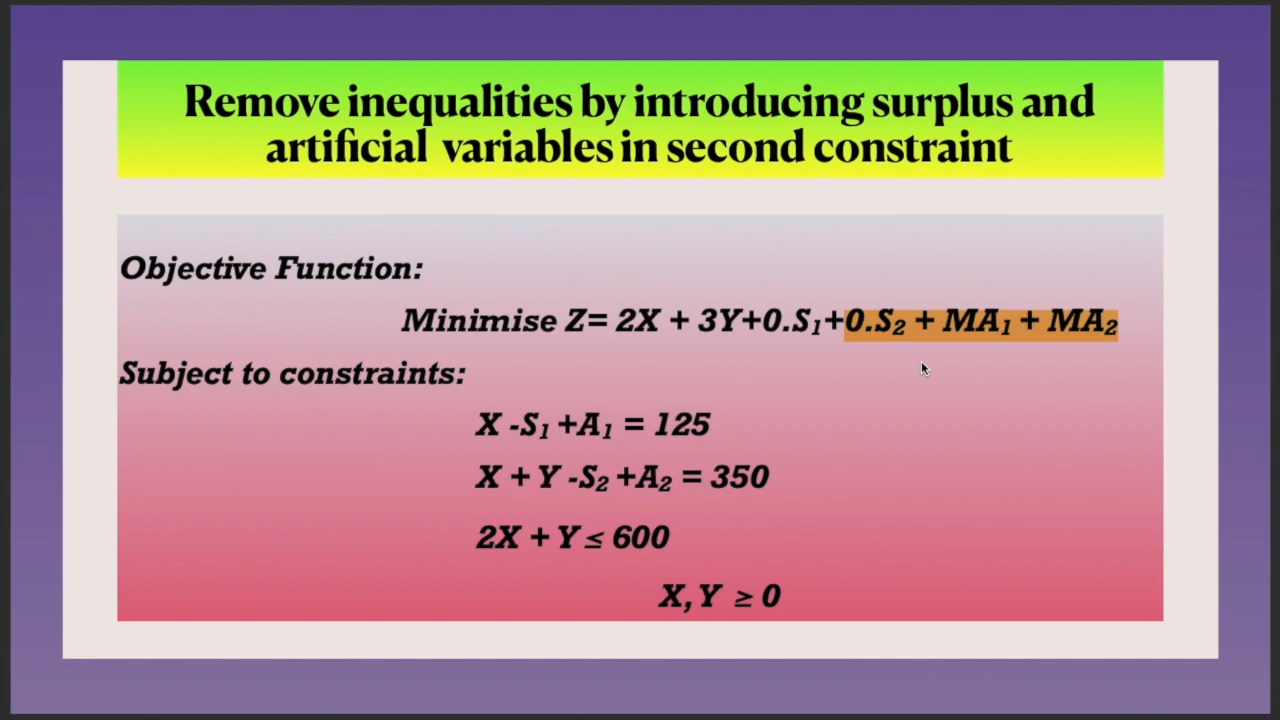 Remove inequalities by introducing surplus and
artificial variables in second constraint
Objective Function:
Minimise Z= 2X + 3Y+0.S₁+0.S₂ + MA₁ + MA₂
Subject to constraints:
X -S₁ +A₁ = 125
X + Y -S₂ +A₂ = 350
2X + Y ≤ 600
X, Y ≥ 0